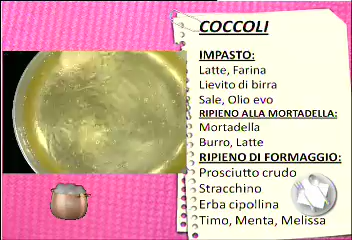 COCCOLI
IMPASTO:
Latte, Farina
Lievito di birra
Sale, Olio evo
RIPIENO ALLA MORTADELLA:
Mortadella
Burro, Latte
RIPIENO DI FORMAGGIO:
Prosciutto crudo
Stracchino
Erba cipollina
Timo, Menta, Melissa